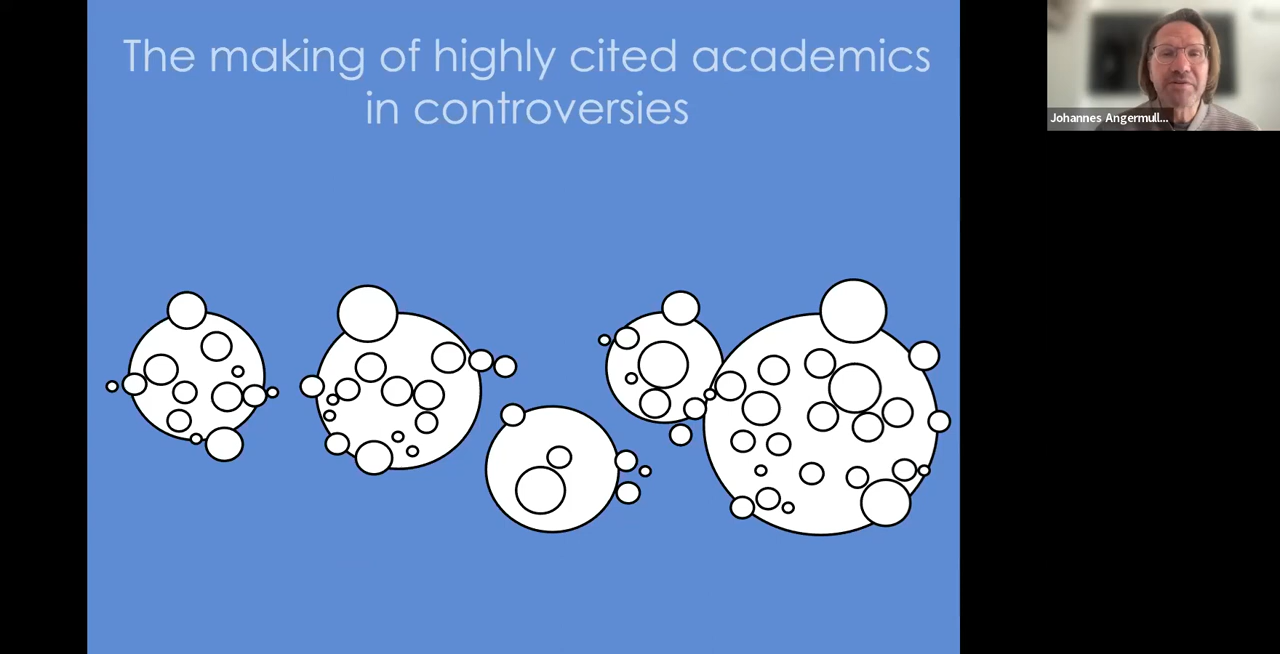 The making of highly cited academics
in controversies
Johannes Angermull...